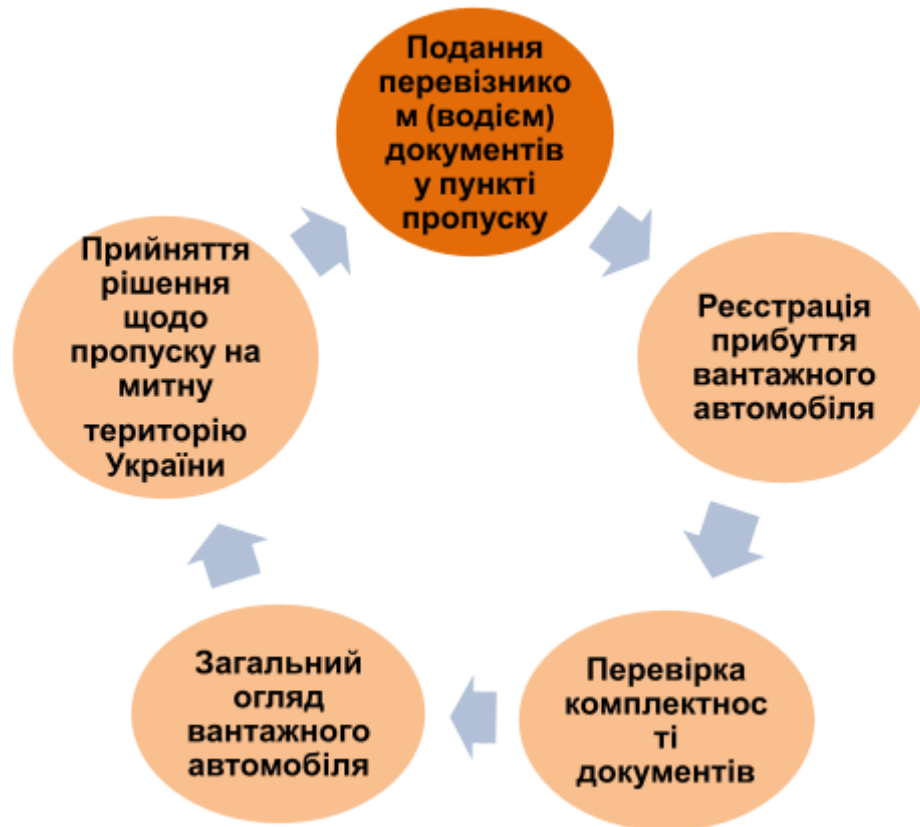 Подання
перевізнико
м (водієм)
документів
у пункті
пропуску
Реєстрація
прибуття
вантажного
автомобіля
Перевірка
комплектнос
ті
документів
Загальний
огляд
вантажного
автомобіля
Прийняття
рішення
щодо
пропуску на
митну
територію
України